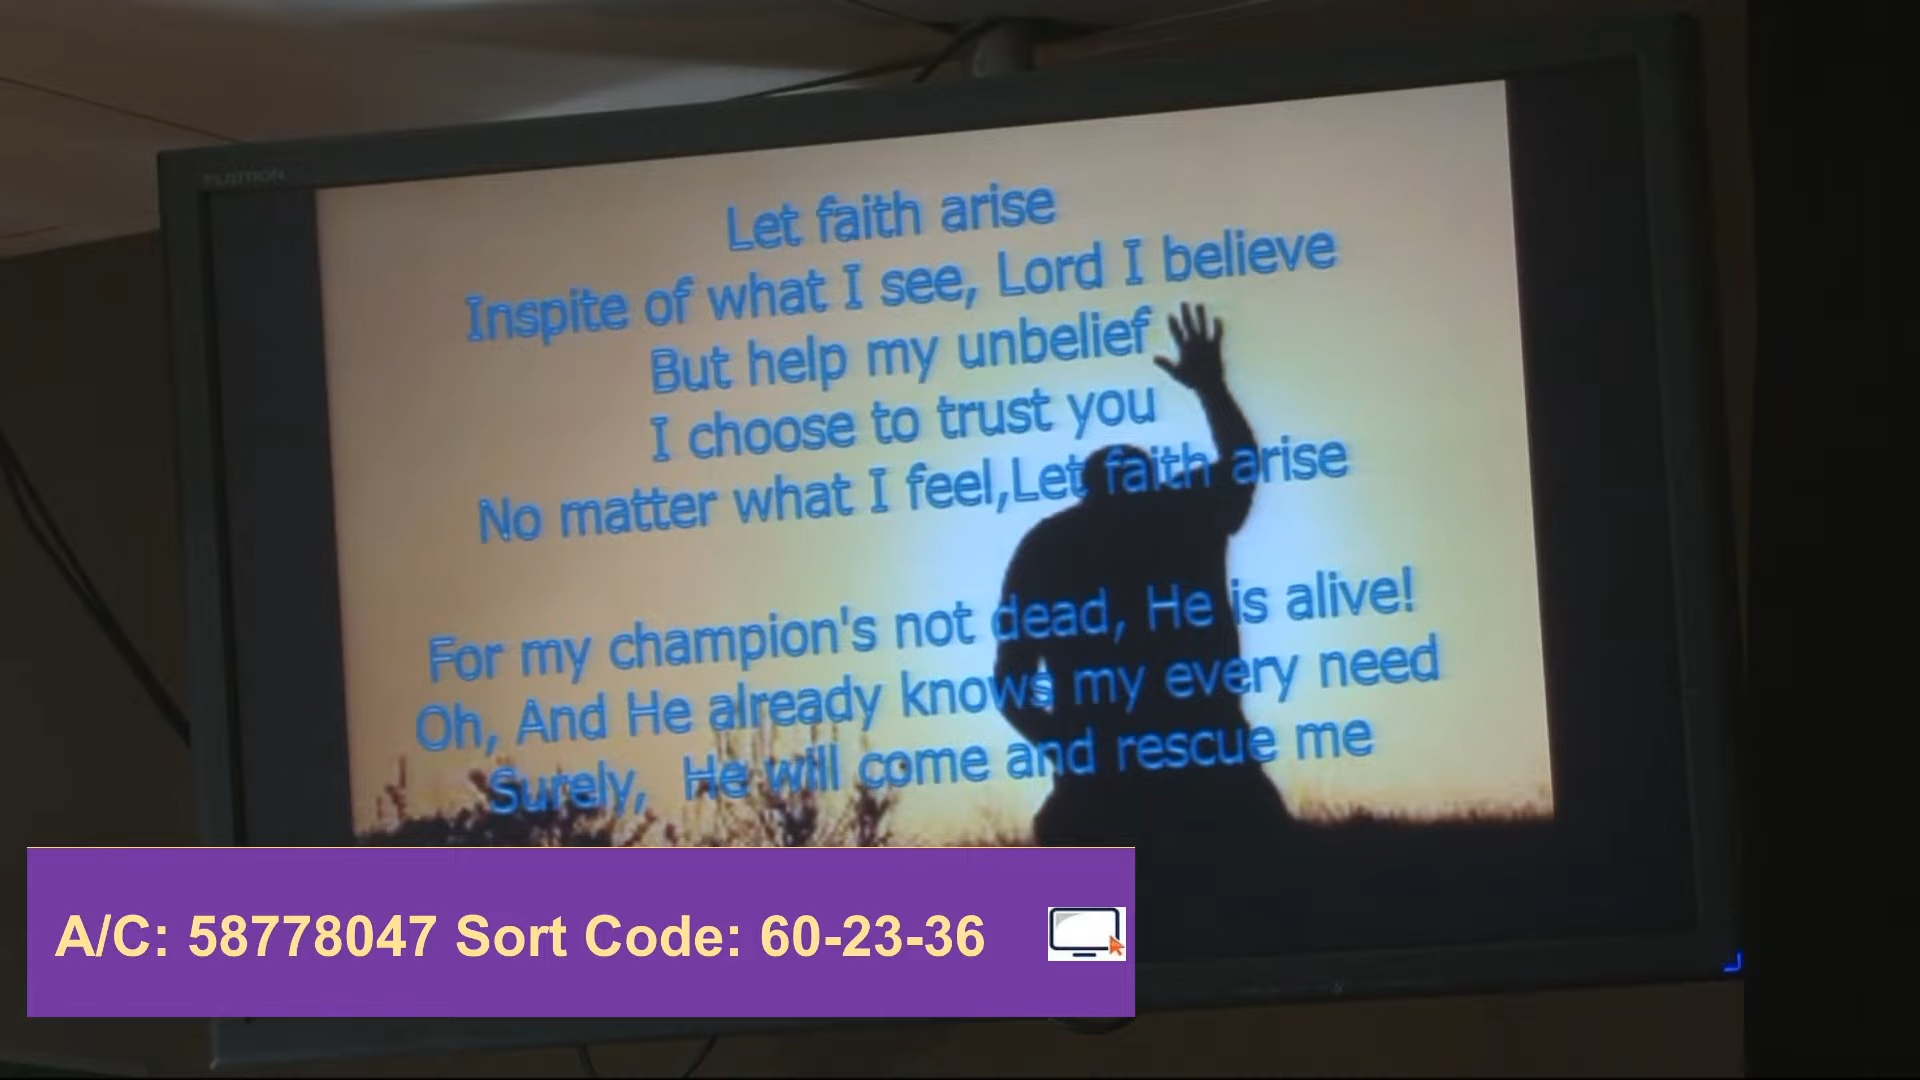 Let faith arise
Inspite of what I see, Lord I believe
But help my unbelief
I choose to trust you
No matter what I feel,Let faith arise
For my champion's not dead, He is alive!
Oh, And He already knows my every need
Surely, He will come and rescue me
A/C: 58778047 Sort Code: 60-23-36